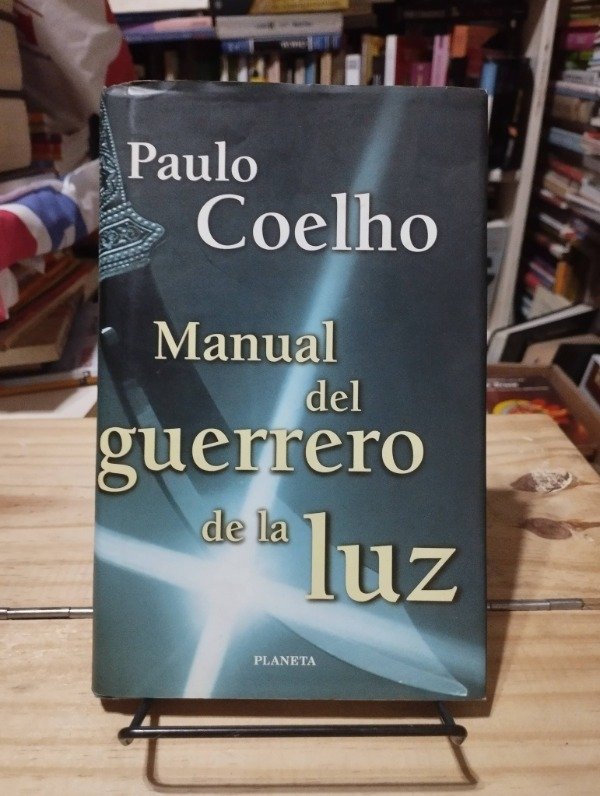 Paulo
Coelho
Manual
del
guerrero
de la
luz
PLANETA